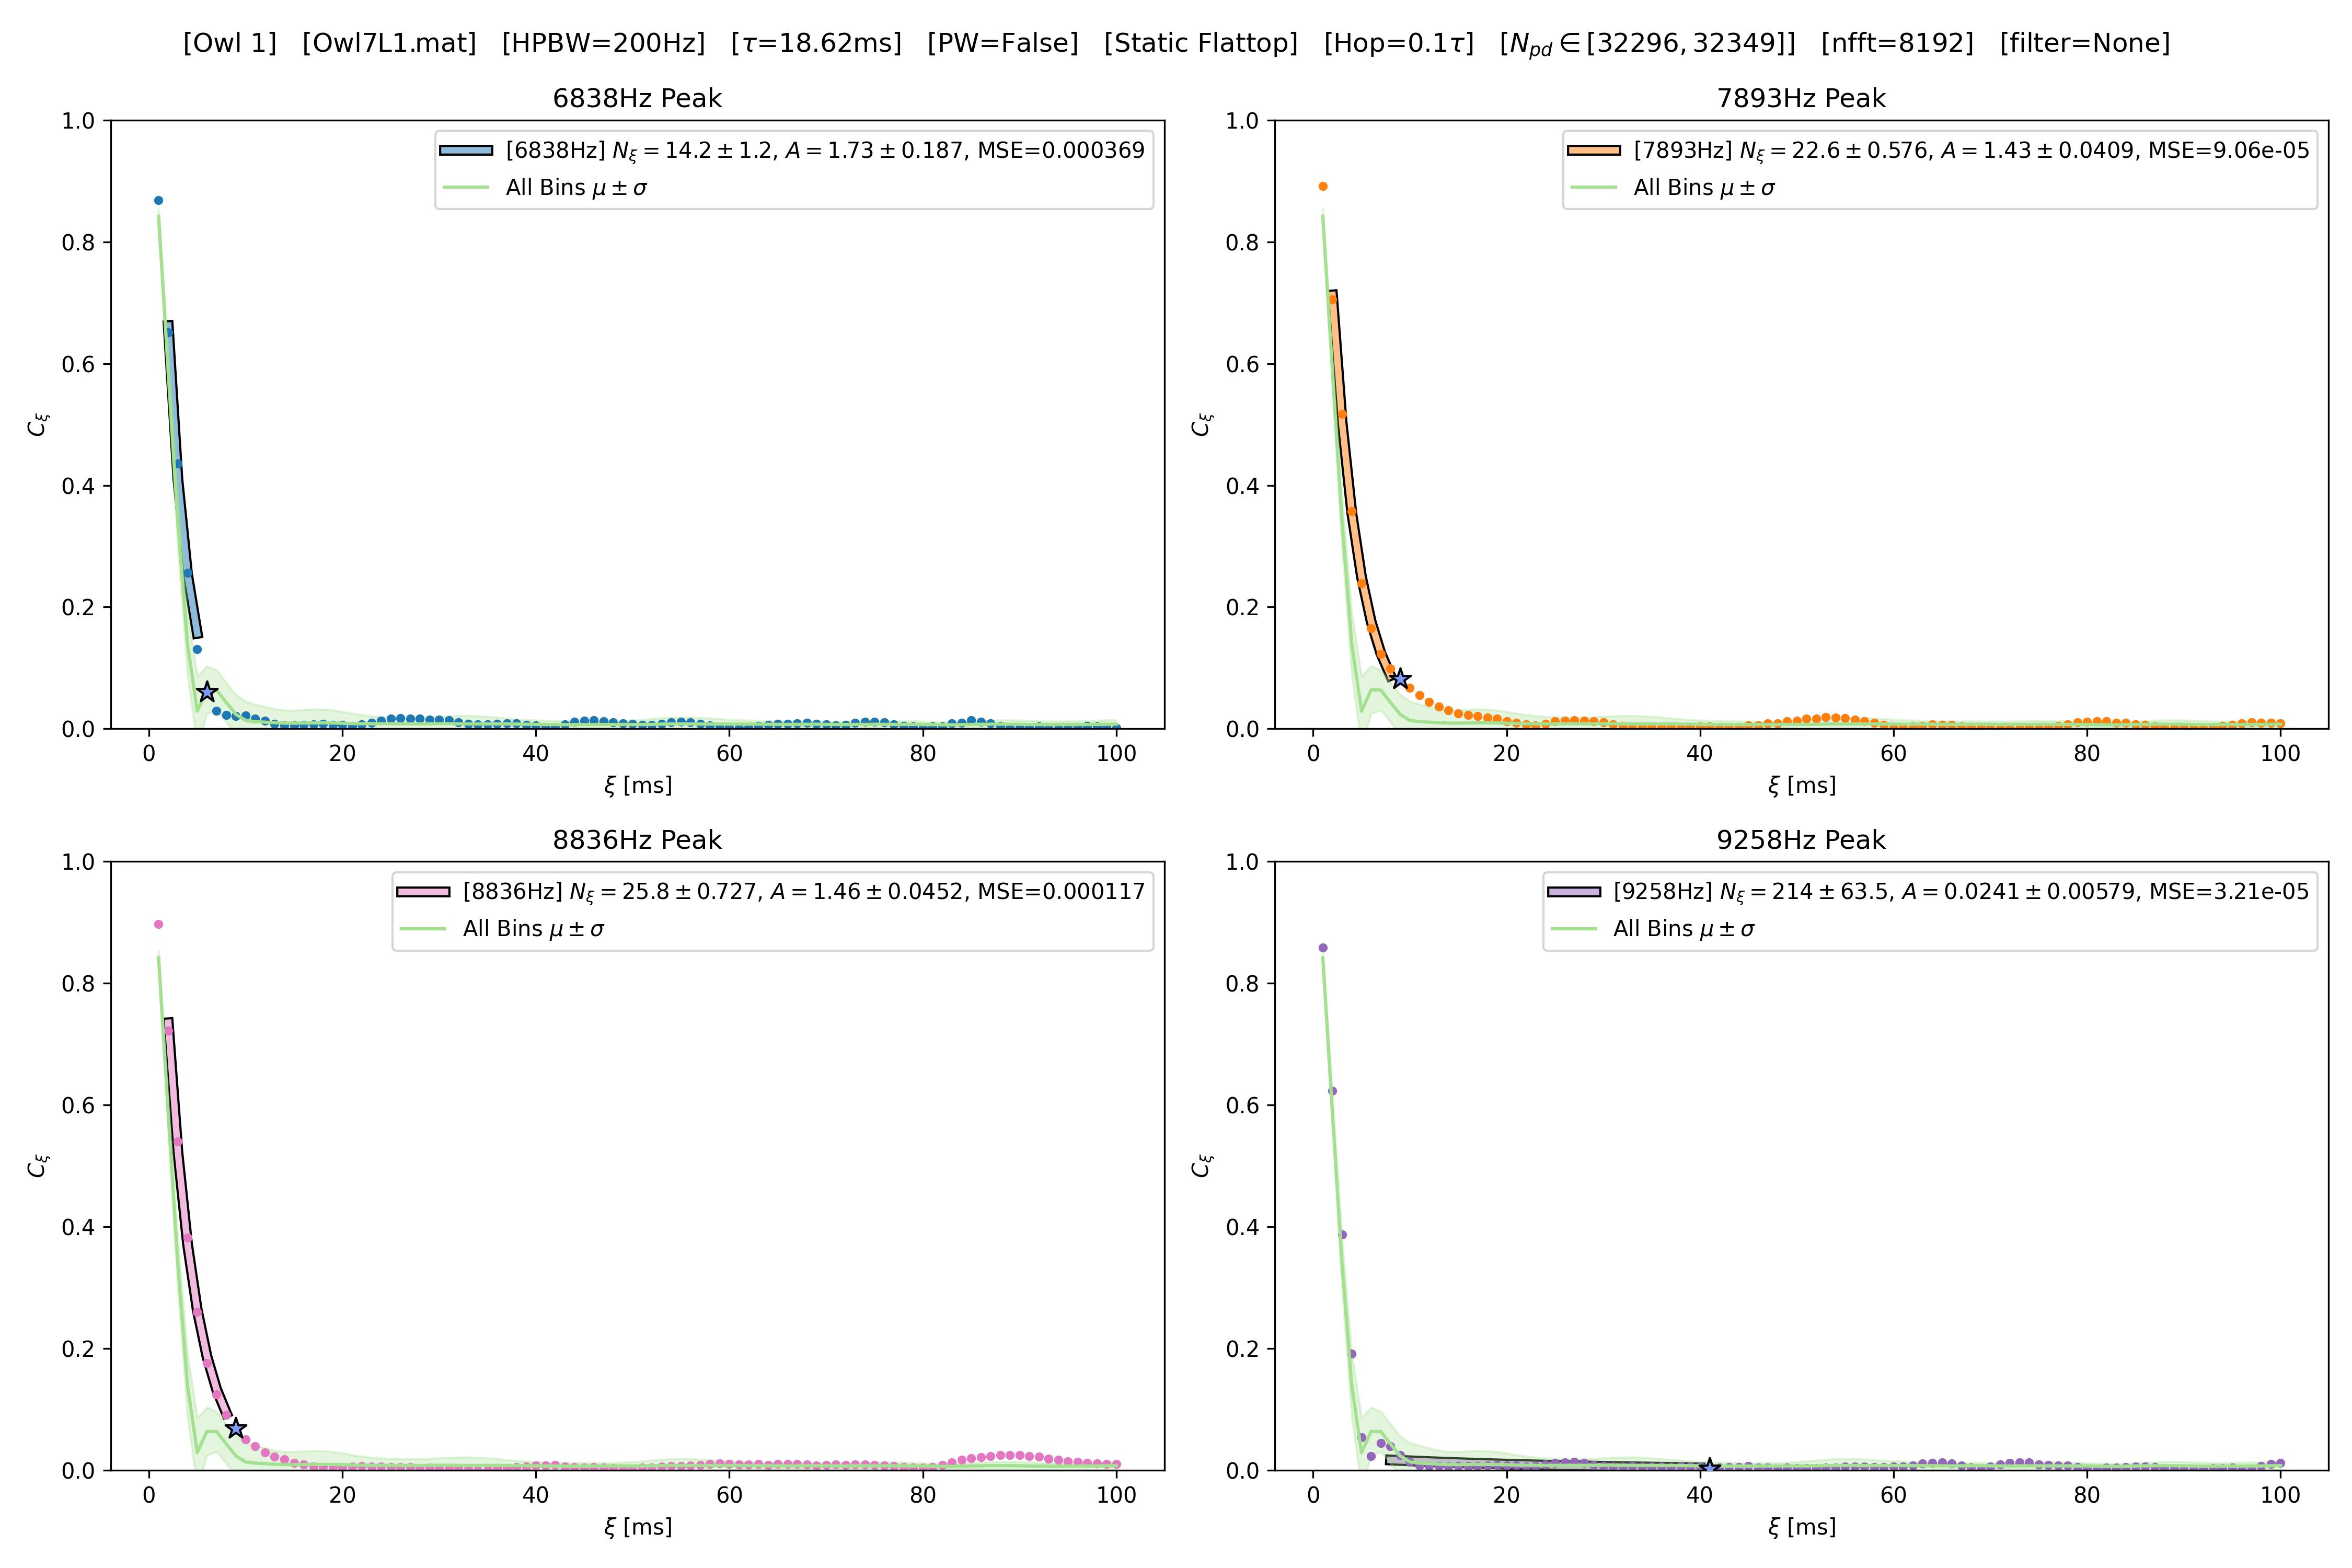 [Owl 1] [Owl7L1.mat] [HPBW=200Hz] [τ=18.62ms] [PW=False] [Static Flattop] [Hop=0.1τ] [N_pd ∈ [32296, 32349]] [nfft=8192] [filter=None]
6838Hz Peak
[6838Hz] N_ξ = 14.2 ± 1.2, A = 1.73 ± 0.187, MSE=0.000369
All Bins μ ± σ
C_ξ
1.0
0.8
0.6
0.4
0.2
0.0
0 20 40 60 80 100
ξ [ms]
7893Hz Peak
[7893Hz] N_ξ = 22.6 ± 0.576, A = 1.43 ± 0.0409, MSE=9.06e-05
All Bins μ ± σ
C_ξ
1.0
0.8
0.6
0.4
0.2
0.0
0 20 40 60 80 100
ξ [ms]
8836Hz Peak
[8836Hz] N_ξ = 25.8 ± 0.727, A = 1.46 ± 0.0452, MSE=0.000117
All Bins μ ± σ
C_ξ
1.0
0.8
0.6
0.4
0.2
0.0
0 20 40 60 80 100
ξ [ms]
9258Hz Peak
[9258Hz] N_ξ = 214 ± 63.5, A = 0.0241 ± 0.00579, MSE=3.21e-05
All Bins μ ± σ
C_ξ
1.0
0.8
0.6
0.4
0.2
0.0
0 20 40 60 80 100
ξ [ms]